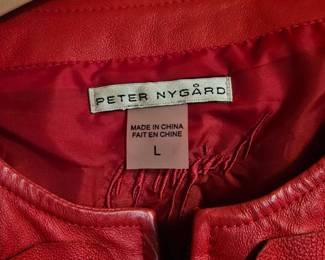 PETER NYGÅRD
MADE IN CHINA
FAIT EN CHINE
L